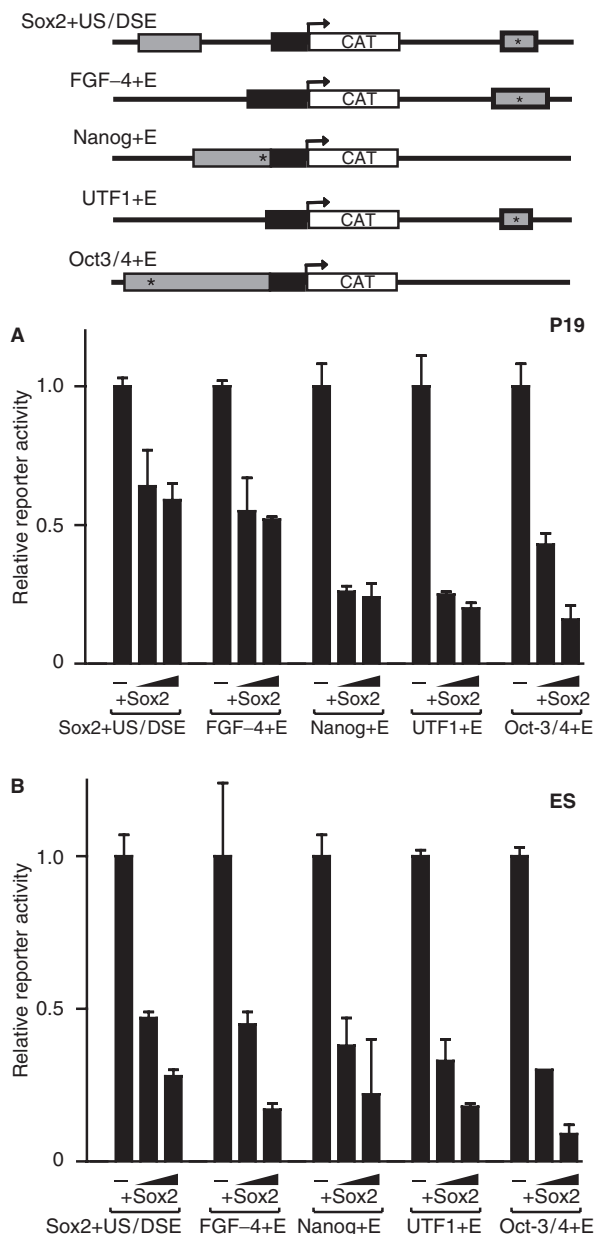 Sox2+US/DSE
CAT
*
FGF–4+E
CAT
*
Nanog+E
*
CAT
UTF1+E
CAT
*
Oct3/4+E
*
CAT
A
P19
Relative reporter activity
1.0
0.5
0
– – – – –
+Sox2 +Sox2 +Sox2 +Sox2 +Sox2
Sox2+US/DSE FGF–4+E Nanog+E UTF1+E Oct-3/4+E
B
ES
Relative reporter activity
1.0
0.5
0
– – – – –
+Sox2 +Sox2 +Sox2 +Sox2 +Sox2
Sox2+US/DSE FGF–4+E Nanog+E UTF1+E Oct-3/4+E